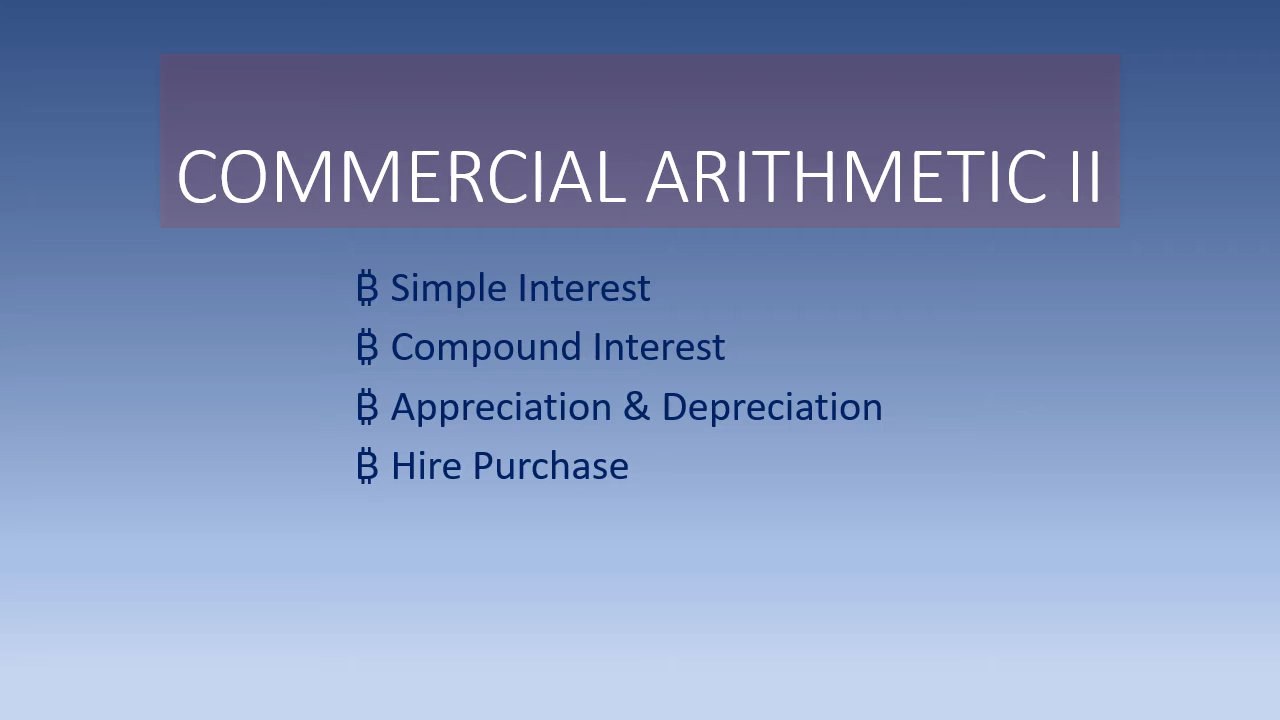 COMMERCIAL ARITHMETIC II
₿ Simple Interest
₿ Compound Interest
₿ Appreciation & Depreciation
₿ Hire Purchase